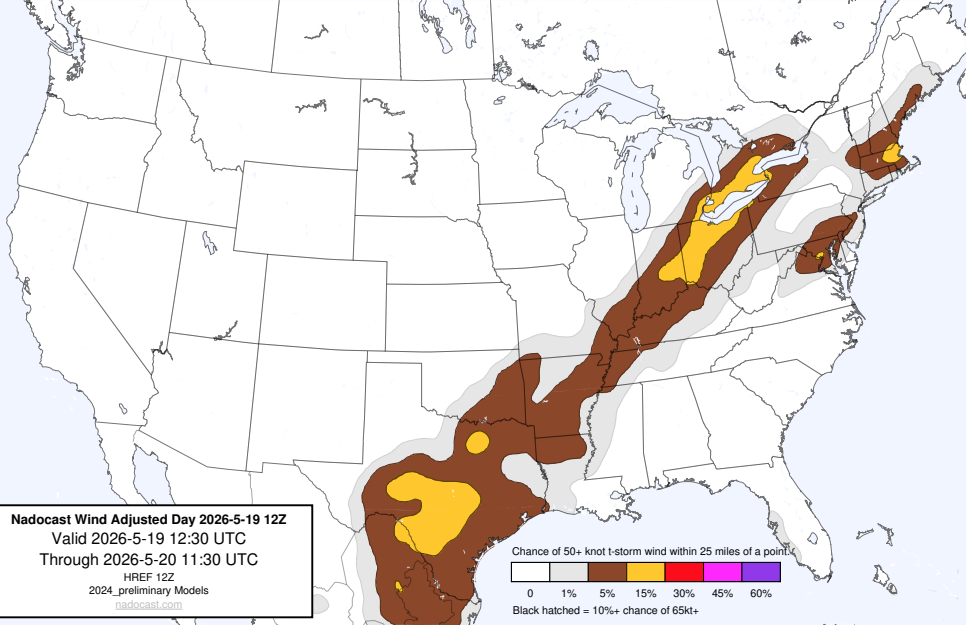 Nadocast Wind Adjusted Day 2026-5-19 12Z
Valid 2026-5-19 12:30 UTC
Through 2026-5-20 11:30 UTC
HREF 12Z
2024_preliminary Models
nadocast.com
Chance of 50+ knot t-storm wind within 25 miles of a point.
0 1% 5% 15% 30% 45% 60%
Black hatched = 10%+ chance of 65kt+